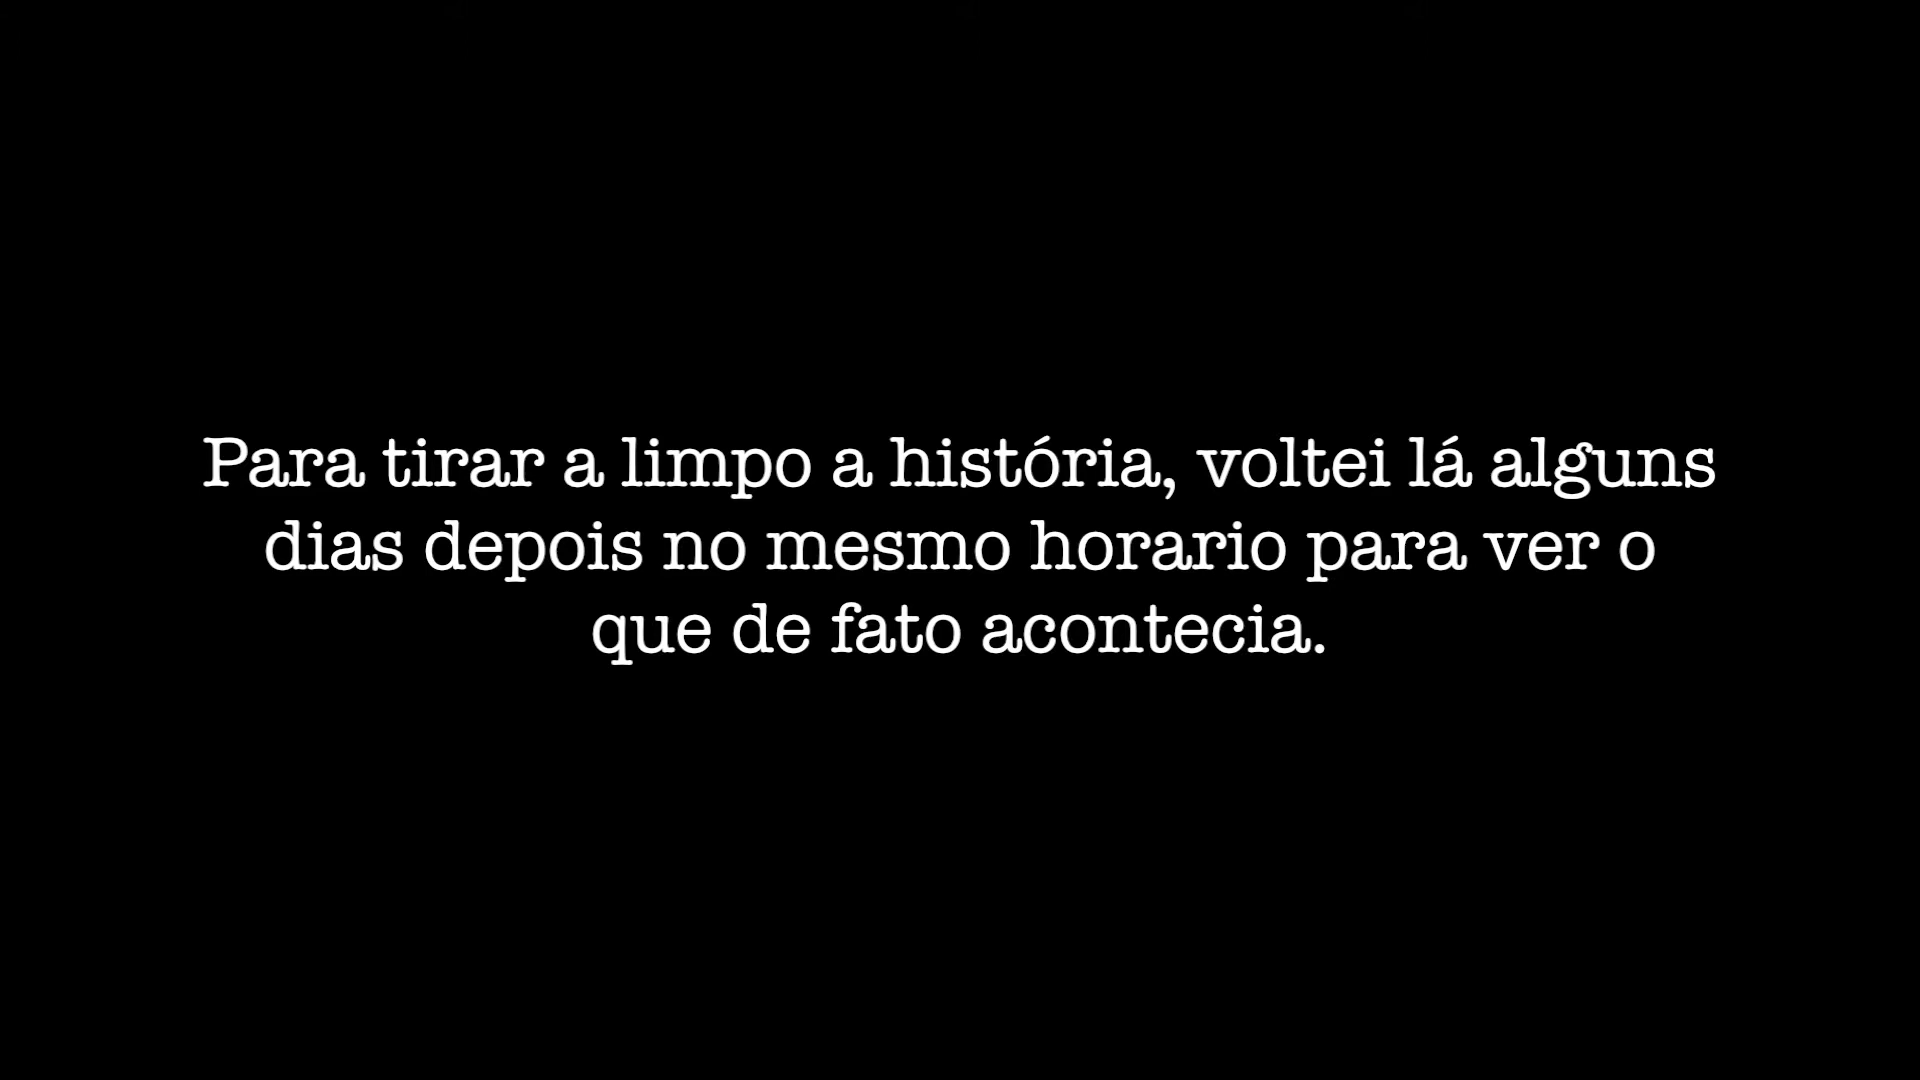 Para tirar a limpo a história, voltei lá alguns
dias depois no mesmo horario para ver o
que de fato acontecia.